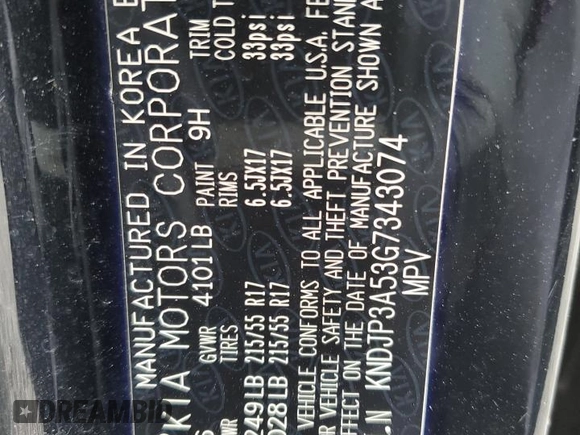 MANUFACTURED IN KOREA B
KIA MOTORS CORPORAT
GVWR 4101LB PAINT 9H TRIM
GVWR TIRES RIMS COLD T
249LB 215/55 R17 6.5JX17 33psi
028LB 215/55 R17 6.5JX17 33psi
VEHICLE CONFORMS TO ALL APPLICABLE U.S.A. FE
R VEHICLE SAFETY AND THEFT PREVENTION STAN
EFFECT ON THE DATE OF MANUFACTURE SHOWN A
.N KNDJP3A53G7343074
MPV
DREAMBID